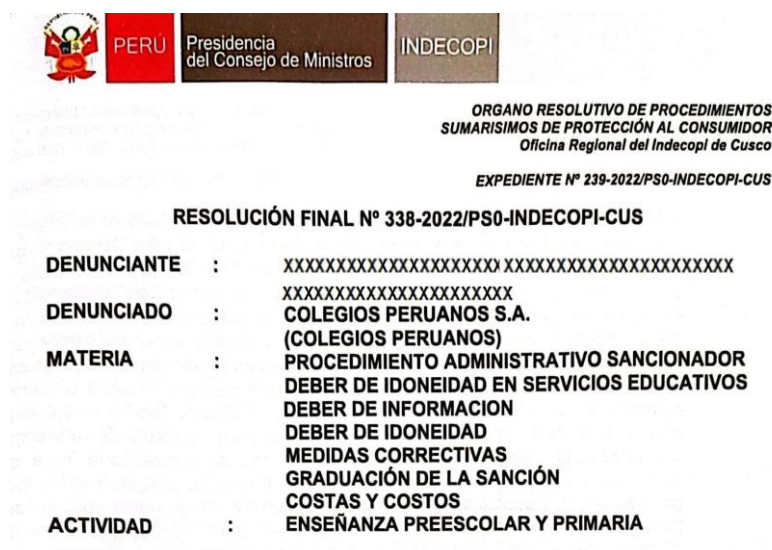 PERÚ
Presidencia
del Consejo de Ministros
INDECOPI
ORGANO RESOLUTIVO DE PROCEDIMIENTOS
SUMARISIMOS DE PROTECCIÓN AL CONSUMIDOR
Oficina Regional del Indecopi de Cusco
EXPEDIENTE Nº 239-2022/PS0-INDECOPI-CUS
RESOLUCIÓN FINAL Nº 338-2022/PS0-INDECOPI-CUS
DENUNCIANTE : XXXXXXXXXXXXXXXXXXXXX XXXXXXXXXXXXXXXXXXXXXXX
XXXXXXXXXXXXXXXXXXXXXXX
DENUNCIADO : COLEGIOS PERUANOS S.A.
(COLEGIOS PERUANOS)
MATERIA : PROCEDIMIENTO ADMINISTRATIVO SANCIONADOR
DEBER DE IDONEIDAD EN SERVICIOS EDUCATIVOS
DEBER DE INFORMACION
DEBER DE IDONEIDAD
MEDIDAS CORRECTIVAS
GRADUACIÓN DE LA SANCIÓN
COSTAS Y COSTOS
ACTIVIDAD : ENSEÑANZA PREESCOLAR Y PRIMARIA